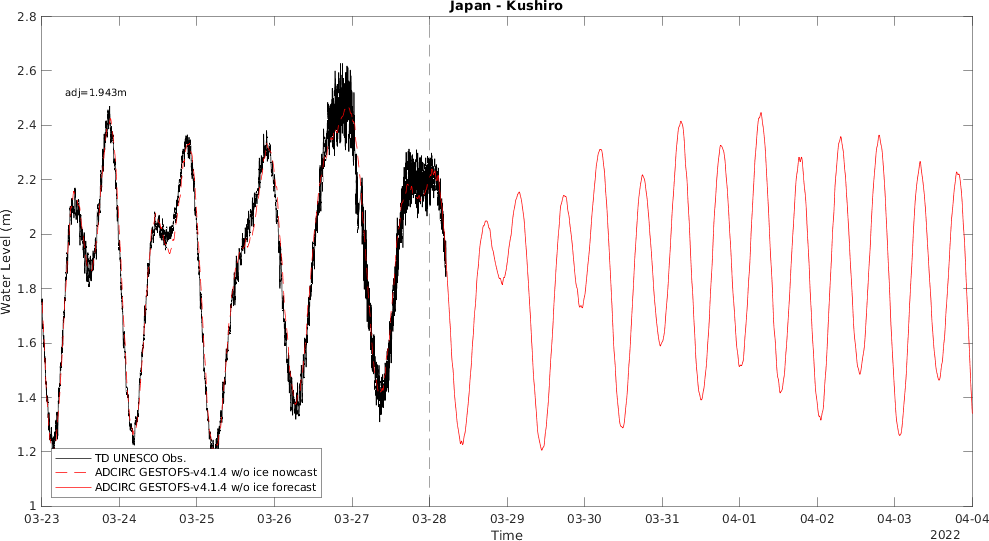 Japan - Kushiro
2.8
2.6
adj=1.943m
2.4
2.2
2
Water Level (m)
1.8
1.6
1.4
1.2
TD UNESCO Obs.
ADCIRC GESTOFS-v4.1.4 w/o ice nowcast
ADCIRC GESTOFS-v4.1.4 w/o ice forecast
1
03-23 03-24 03-25 03-26 03-27 03-28 03-29 03-30 03-31 04-01 04-02 04-03 04-04
Time
2022